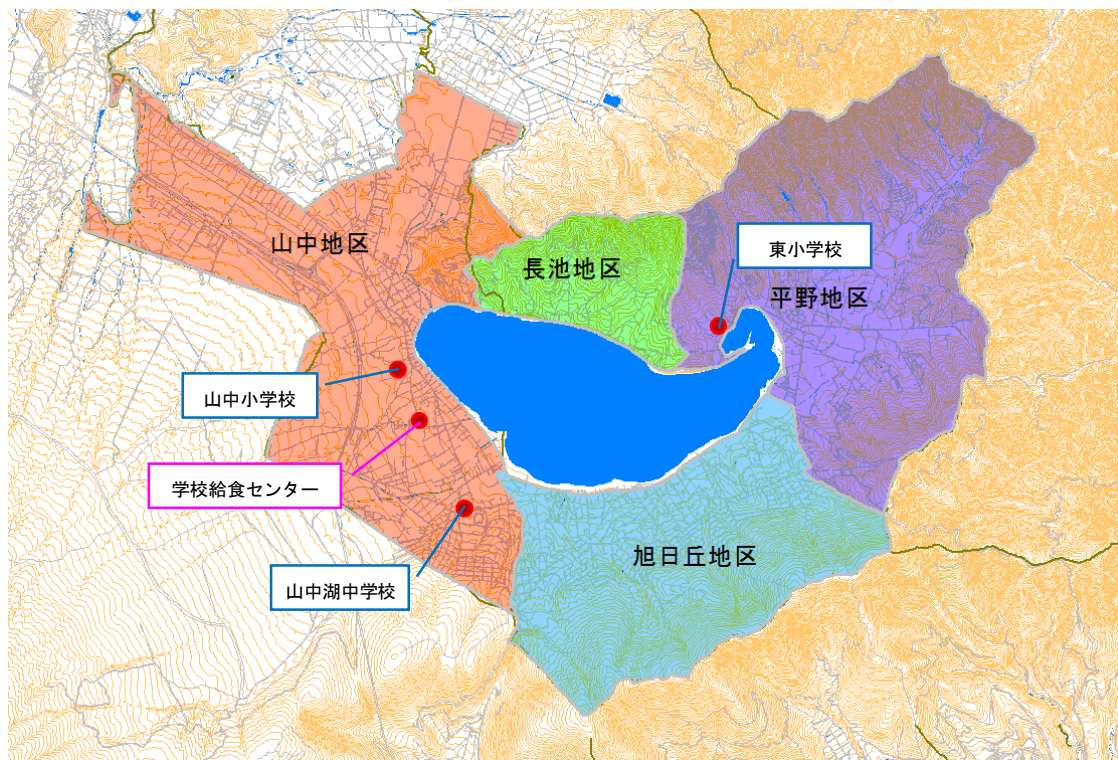 山中地区
長池地区
東小学校
平野地区
山中小学校
学校給食センター
旭日丘地区
山中湖中学校